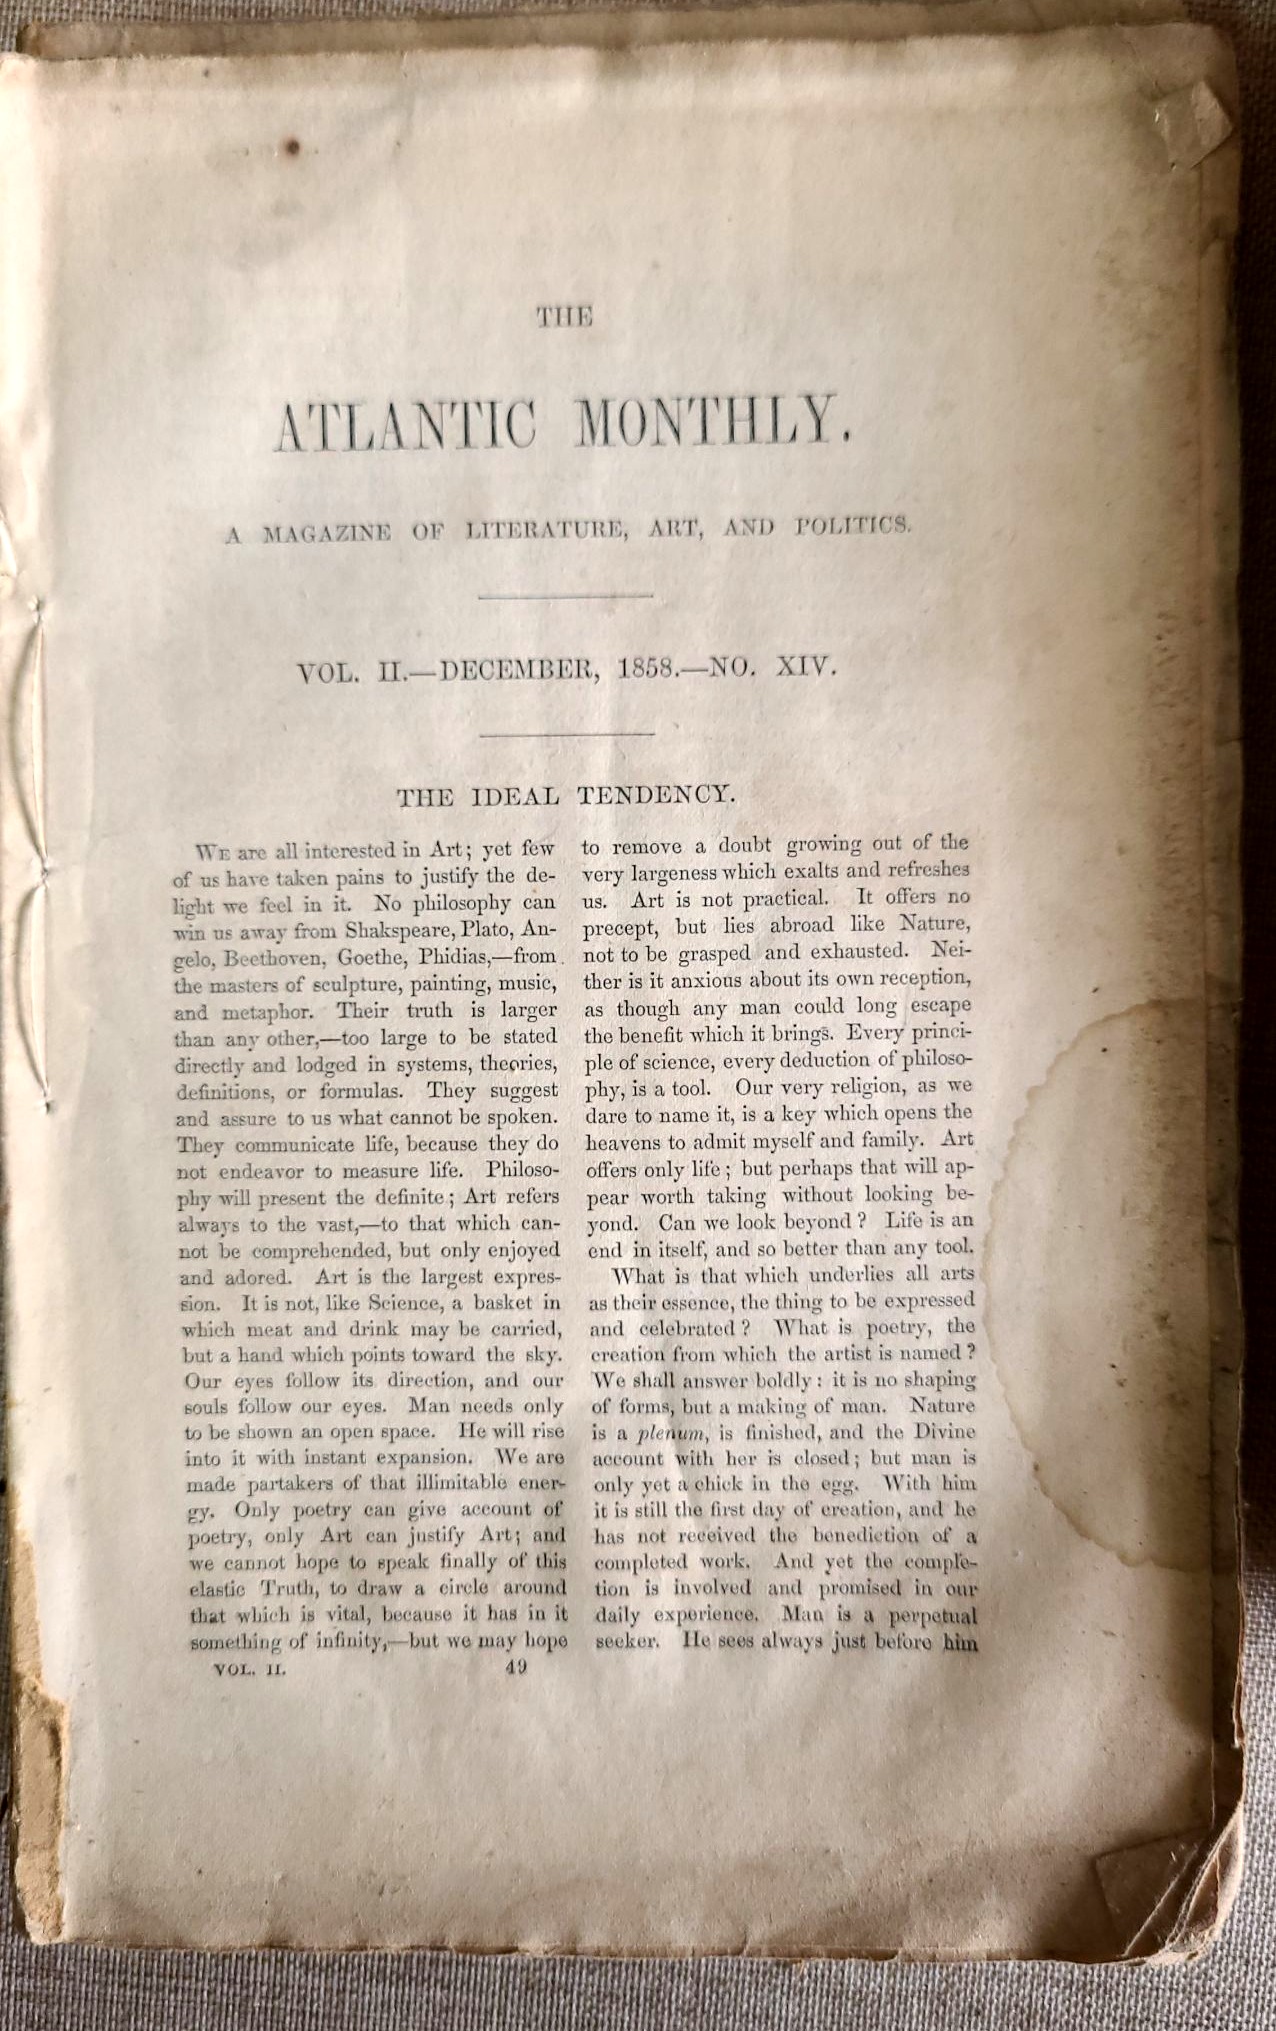 THE
ATLANTIC MONTHLY.
A MAGAZINE OF LITERATURE, ART, AND POLITICS.
VOL. II.—DECEMBER, 1858.—NO. XIV.
THE IDEAL TENDENCY.
WE are all interested in Art; yet few
of us have taken pains to justify the de-
light we feel in it. No philosophy can
win us away from Shakspeare, Plato, An-
gelo, Beethoven, Goethe, Phidias,—from
the masters of sculpture, painting, music,
and metaphor. Their truth is larger
than any other,—too large to be stated
directly and lodged in systems, theories,
definitions, or formulas. They suggest
and assure to us what cannot be spoken.
They communicate life, because they do
not endeavor to measure life. Philoso-
phy will present the definite; Art refers
always to the vast,—to that which can-
not be comprehended, but only enjoyed
and adored. Art is the largest expres-
sion. It is not, like Science, a basket in
which meat and drink may be carried,
but a hand which points toward the sky.
Our eyes follow its direction, and our
souls follow our eyes. Man needs only
to be shown an open space. He will rise
into it with instant expansion. We are
made partakers of that illimitable ener-
gy. Only poetry can give account of
poetry, only Art can justify Art; and
we cannot hope to speak finally of this
elastic Truth, to draw a circle around
that which is vital, because it has in it
something of infinity,—but we may hope
to remove a doubt growing out of the
very largeness which exalts and refreshes
us. Art is not practical. It offers no
precept, but lies abroad like Nature,
not to be grasped and exhausted. Nei-
ther is it anxious about its own reception,
as though any man could long escape
the benefit which it brings. Every princi-
ple of science, every deduction of philoso-
phy, is a tool. Our very religion, as we
dare to name it, is a key which opens the
heavens to admit myself and family. Art
offers only life; but perhaps that will ap-
pear worth taking without looking be-
yond. Can we look beyond? Life is an
end in itself, and so better than any tool.
What is that which underlies all arts
as their essence, the thing to be expressed
and celebrated? What is poetry, the
creation from which the artist is named?
We shall answer boldly: it is no shaping
of forms, but a making of man. Nature
is a plenum, is finished, and the Divine
account with her is closed; but man is
only yet a chick in the egg. With him
it is still the first day of creation, and he
has not received the benediction of a
completed work. And yet the comple-
tion is involved and promised in our
daily experience. Man is a perpetual
seeker. He sees always just before him
VOL. II. 49